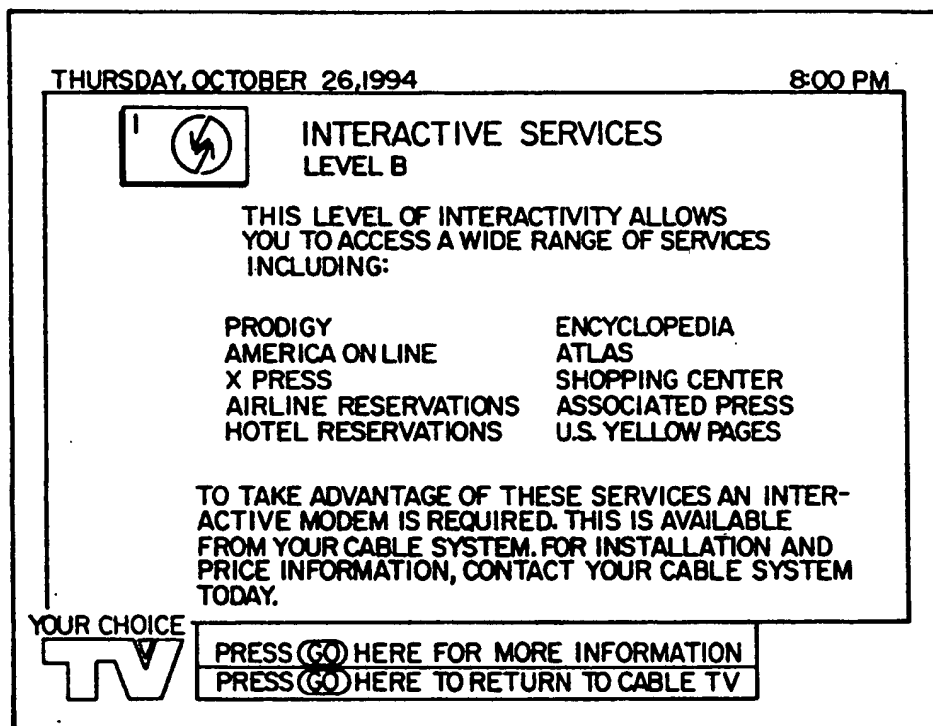 THURSDAY, OCTOBER 26,1994 8:00 PM
I
INTERACTIVE SERVICES
LEVEL B
THIS LEVEL OF INTERACTIVITY ALLOWS
YOU TO ACCESS A WIDE RANGE OF SERVICES
INCLUDING:
PRODIGY ENCYCLOPEDIA
AMERICA ON LINE ATLAS
X PRESS SHOPPING CENTER
AIRLINE RESERVATIONS ASSOCIATED PRESS
HOTEL RESERVATIONS U.S. YELLOW PAGES
TO TAKE ADVANTAGE OF THESE SERVICES AN INTER-
ACTIVE MODEM IS REQUIRED. THIS IS AVAILABLE
FROM YOUR CABLE SYSTEM. FOR INSTALLATION AND
PRICE INFORMATION, CONTACT YOUR CABLE SYSTEM
TODAY.
YOUR CHOICE
TV
PRESS GO HERE FOR MORE INFORMATION
PRESS GO HERE TO RETURN TO CABLE TV